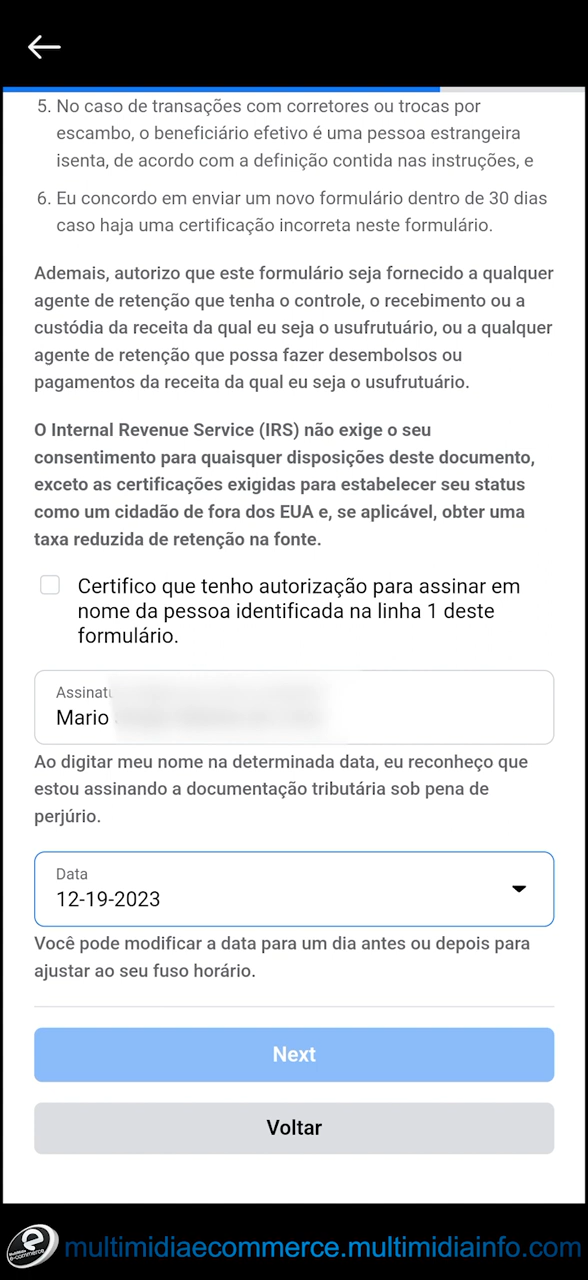 5. No caso de transações com corretores ou trocas por
escambo, o beneficiário efetivo é uma pessoa estrangeira
isenta, de acordo com a definição contida nas instruções, e
6. Eu concordo em enviar um novo formulário dentro de 30 dias
caso haja uma certificação incorreta neste formulário.
Ademais, autorizo que este formulário seja fornecido a qualquer
agente de retenção que tenha o controle, o recebimento ou a
custódia da receita da qual eu seja o usufrutuário, ou a qualquer
agente de retenção que possa fazer desembolsos ou
pagamentos da receita da qual eu seja o usufrutuário.
O Internal Revenue Service (IRS) não exige o seu
consentimento para quaisquer disposições deste documento,
exceto as certificações exigidas para estabelecer seu status
como um cidadão de fora dos EUA e, se aplicável, obter uma
taxa reduzida de retenção na fonte.
Certifico que tenho autorização para assinar em
nome da pessoa identificada na linha 1 deste
formulário.
Mario
Ao digitar meu nome na determinada data, eu reconheço que
estou assinando a documentação tributária sob pena de
perjúrio.
Data
12-19-2023
Você pode modificar a data para um dia antes ou depois para
ajustar ao seu fuso horário.
Next
Voltar
multimidiaecommerce.multimidiainfo.com